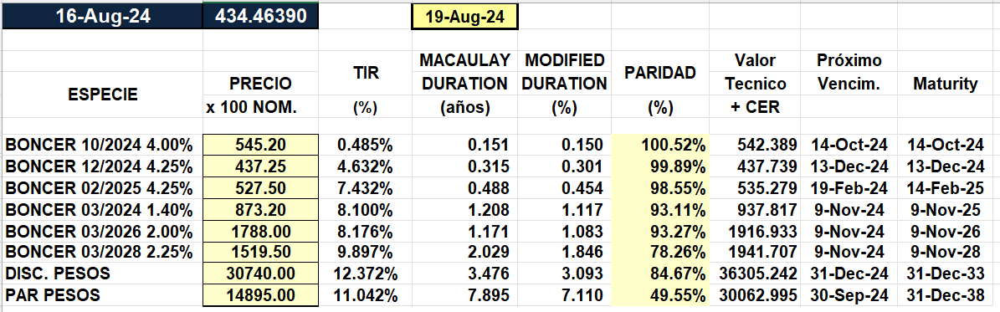 16-Aug-24 434.46390 19-Aug-24
MACAULAY MODIFIED Valor Próximo
TIR PARIDAD
PRECIO DURATION DURATION Tecnico Vencim. Maturity
ESPECIE
x 100 NOM. (%) (años) (%) (%) + CER
BONCER 10/2024 4.00% 545.20 0.485% 0.151 0.150 100.52% 542.389 14-Oct-24 14-Oct-24
BONCER 12/2024 4.25% 437.25 4.632% 0.315 0.301 99.89% 437.739 13-Dec-24 13-Dec-24
BONCER 02/2025 4.25% 527.50 7.432% 0.488 0.454 98.55% 535.279 19-Feb-24 14-Feb-25
BONCER 03/2024 1.40% 873.20 8.100% 1.208 1.117 93.11% 937.817 9-Nov-24 9-Nov-25
BONCER 03/2026 2.00% 1788.00 8.176% 1.171 1.083 93.27% 1916.933 9-Nov-24 9-Nov-26
BONCER 03/2028 2.25% 1519.50 9.897% 2.029 1.846 78.26% 1941.707 9-Nov-24 9-Nov-28
DISC. PESOS 30740.00 12.372% 3.476 3.093 84.67% 36305.242 31-Dec-24 31-Dec-33
PAR PESOS 14895.00 11.042% 7.895 7.110 49.55% 30062.995 30-Sep-24 31-Dec-38